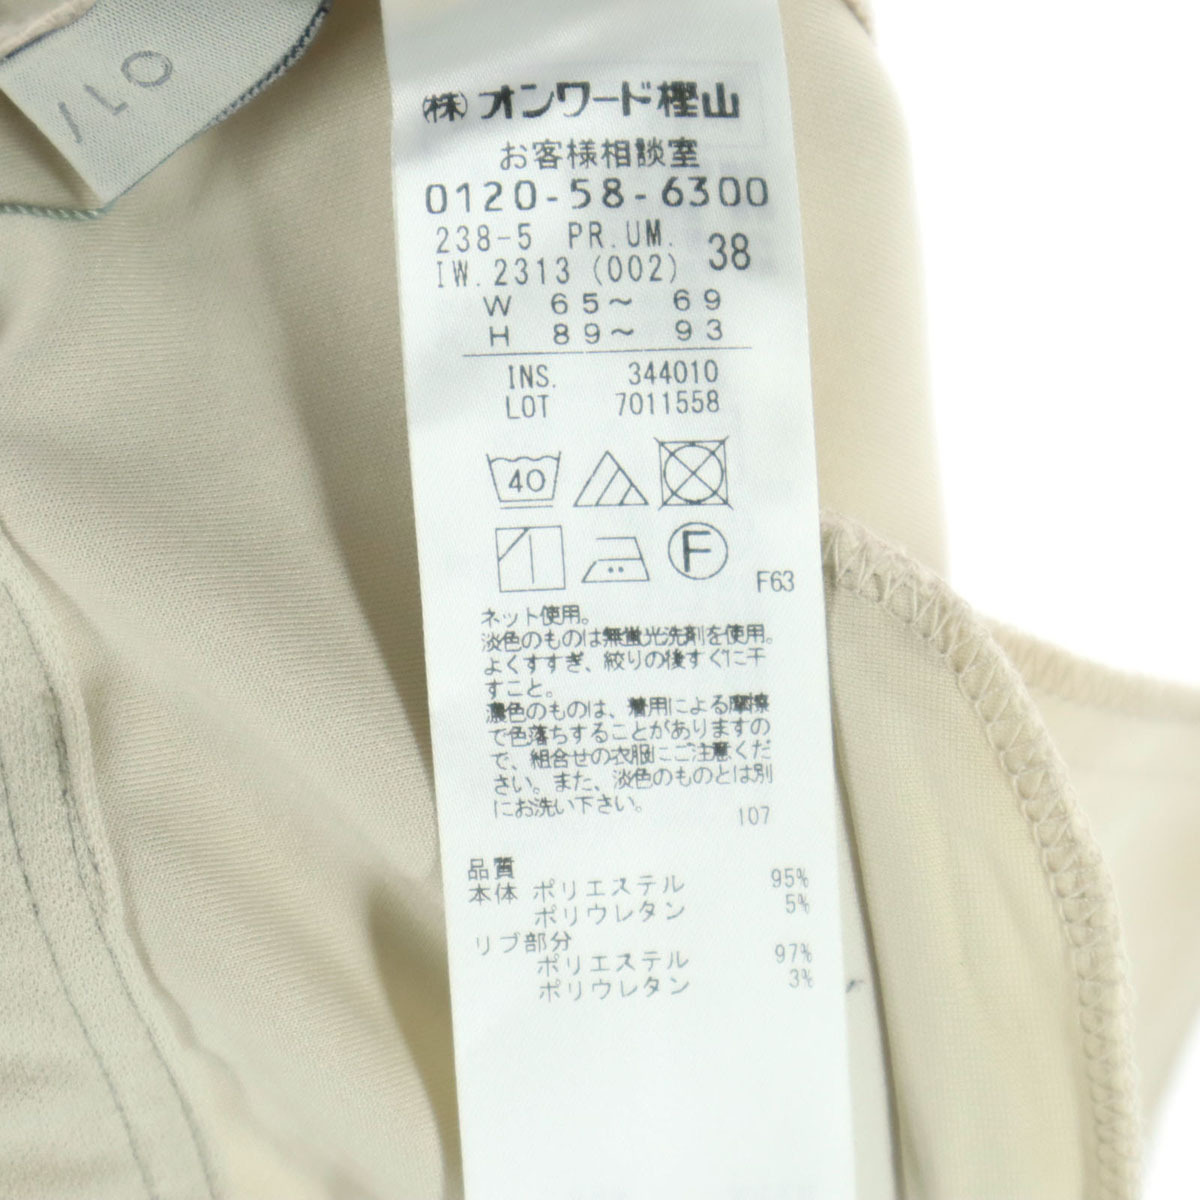 017
㈱オンワード樫山
お客様相談室
0120-58-6300
238-5 PR.UM.
IW.2313 (002) 38
W 65～ 69
H 89～ 93
INS. 344010
LOT 7011558
40
F
F63
ネット使用。
淡色のものは無蛍光洗剤を使用。
よくすすぎ、絞りの後すぐに干
すこと。
濃色のものは、着用による摩擦
で色落ちすることがありますの
で、組合せの衣服にご注意くだ
さい。また、淡色のものとは別
にお洗い下さい。
107
品質
本体 ポリエステル 95%
ポリウレタン 5%
リブ部分
ポリエステル 97%
ポリウレタン 3%